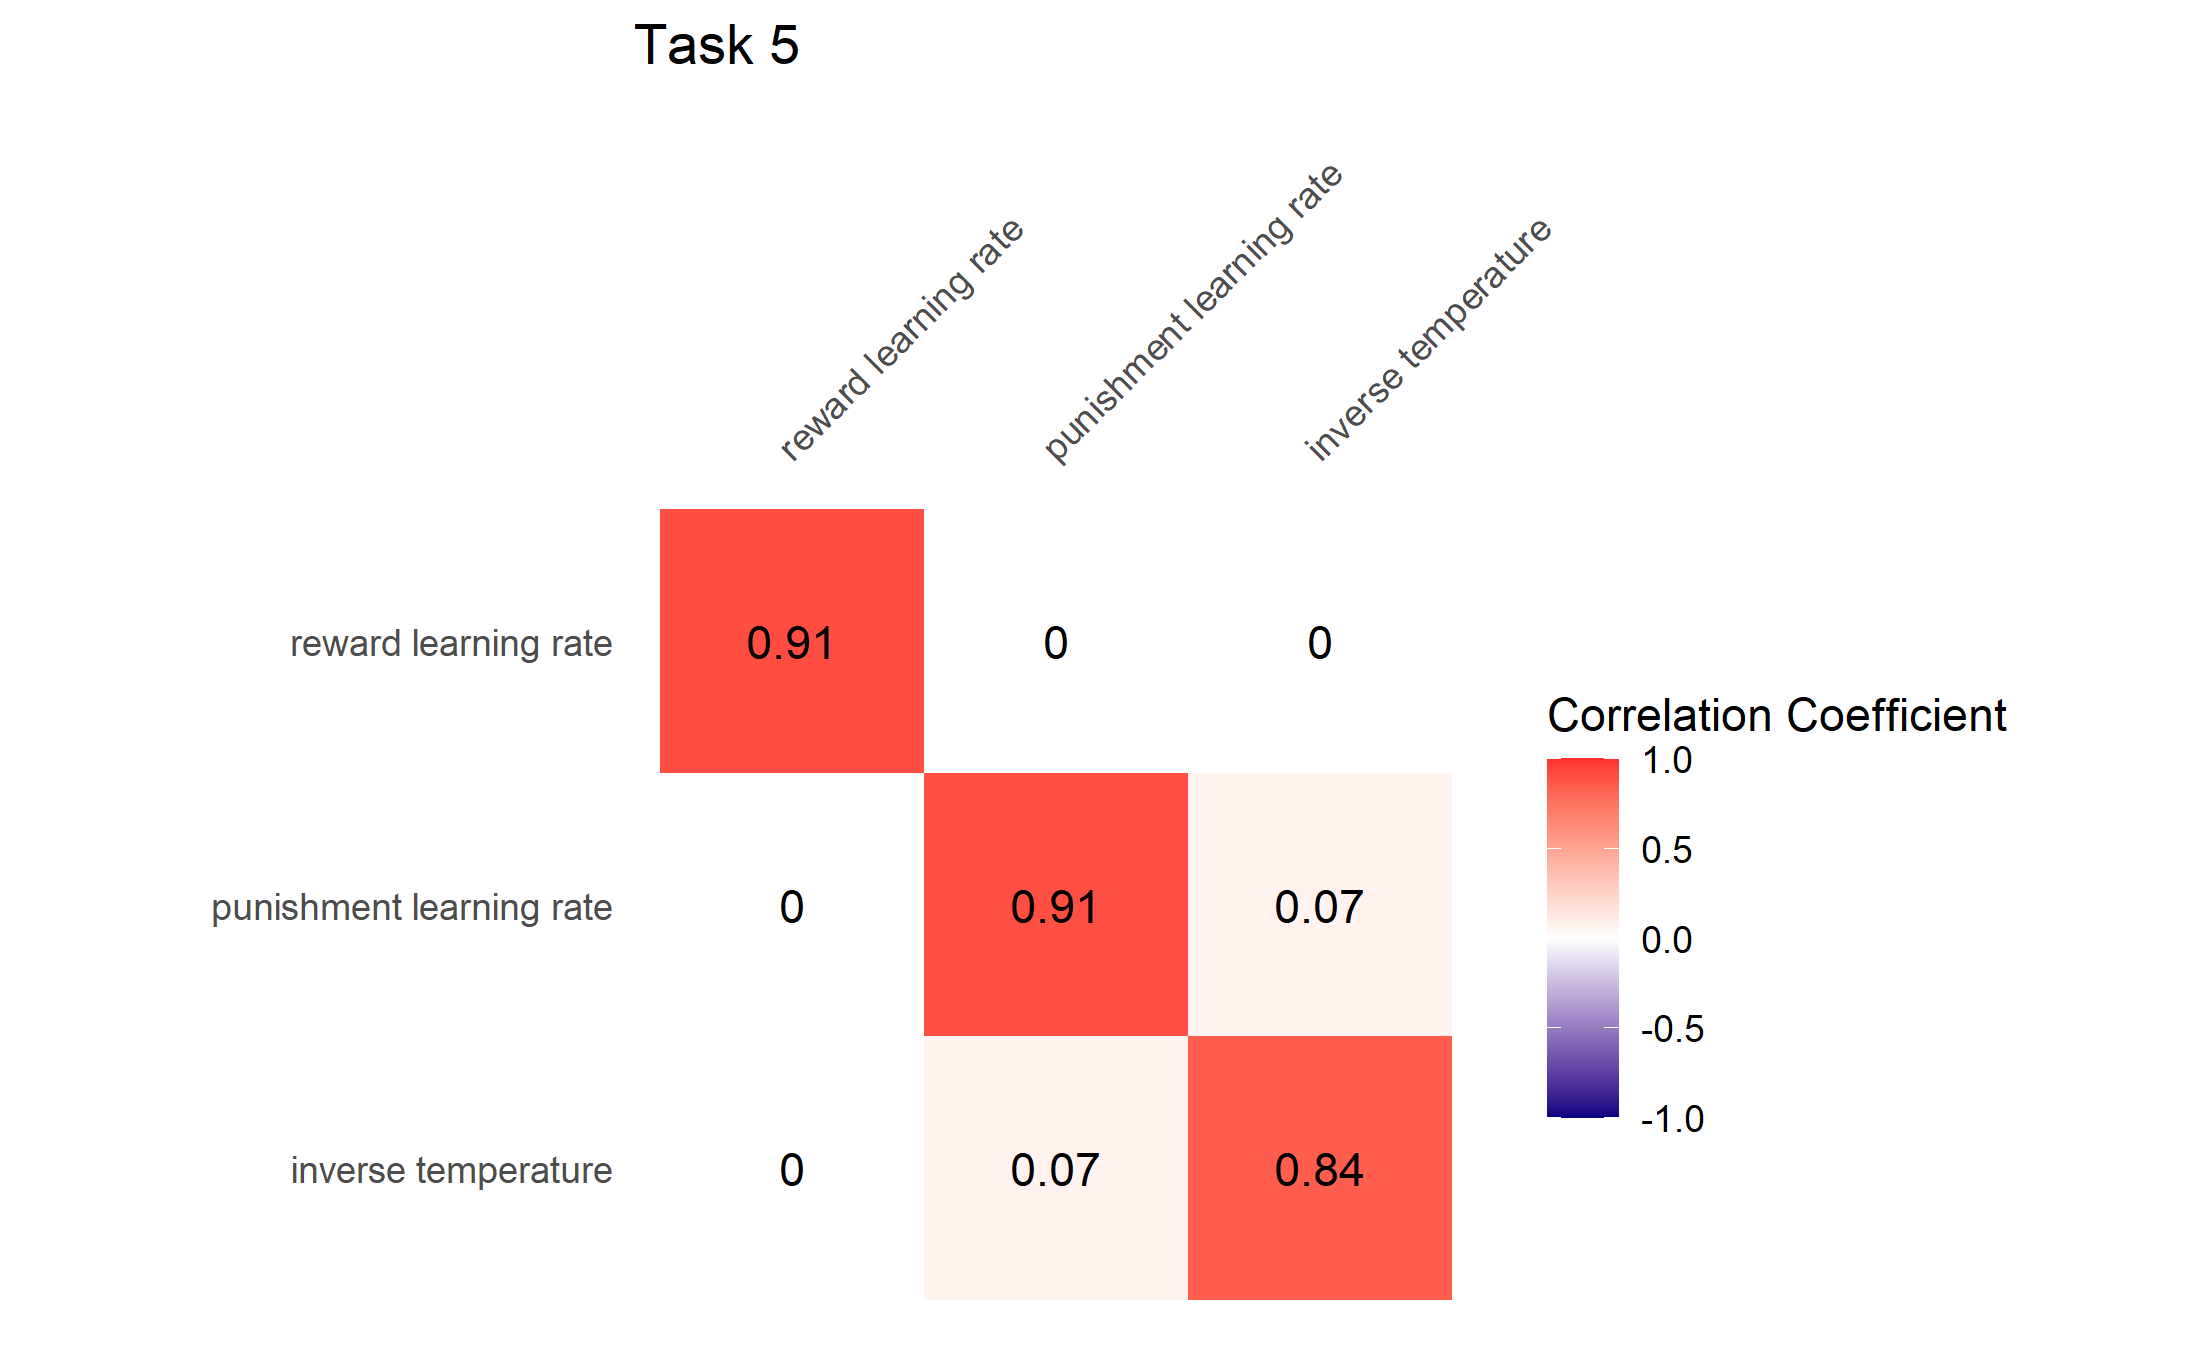 Task 5
reward learning rate
punishment learning rate
inverse temperature
reward learning rate 0.91 0 0
punishment learning rate 0 0.91 0.07
inverse temperature 0 0.07 0.84
Correlation Coefficient
1.0
0.5
0.0
-0.5
-1.0